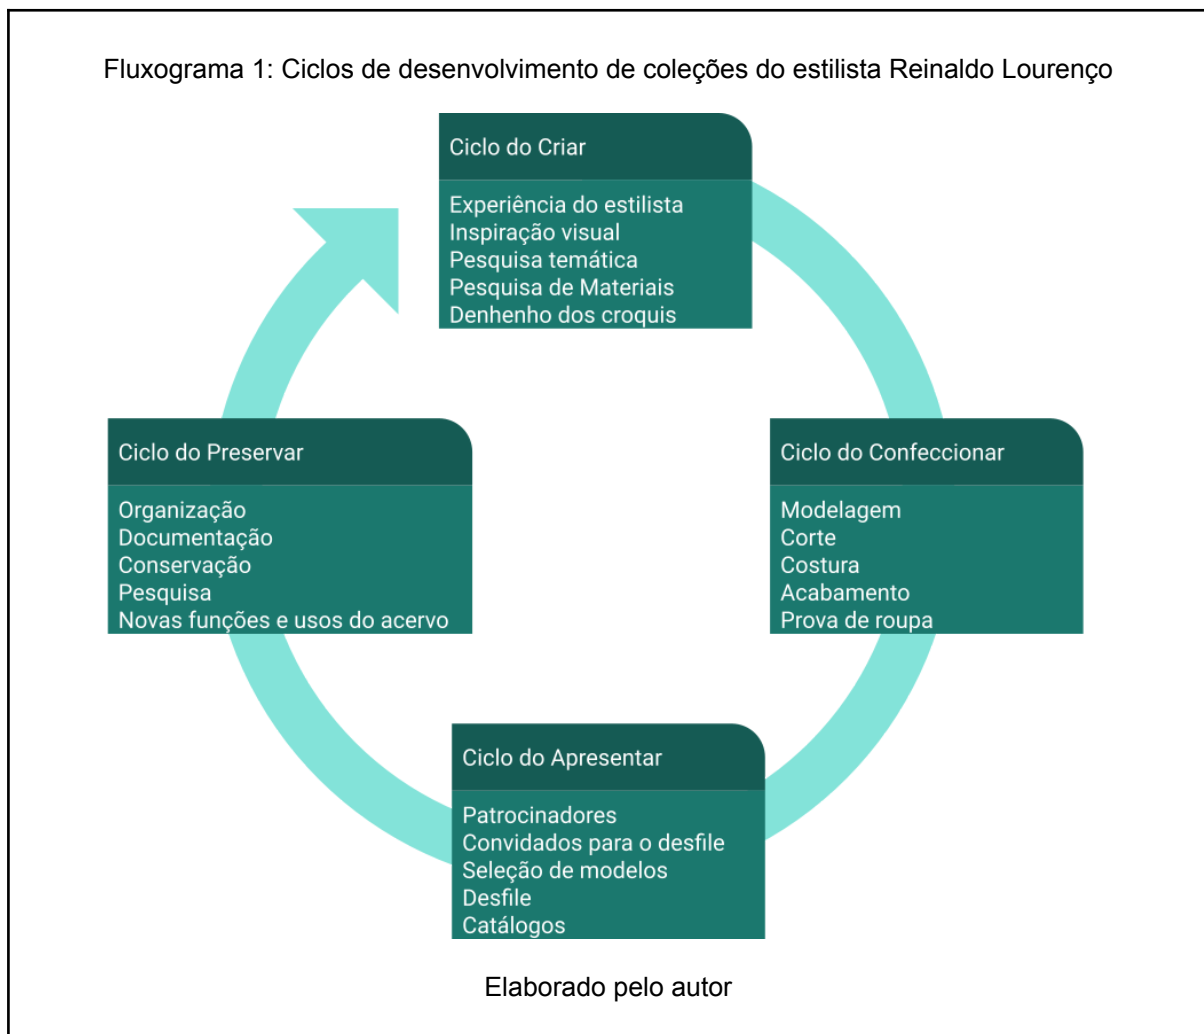 Fluxograma 1: Ciclos de desenvolvimento de coleções do estilista Reinaldo Lourenço
Ciclo do Criar
Experiência do estilista
Inspiração visual
Pesquisa temática
Pesquisa de Materiais
Denhenho dos croquis
Ciclo do Confeccionar
Modelagem
Corte
Costura
Acabamento
Prova de roupa
Ciclo do Apresentar
Patrocinadores
Convidados para o desfile
Seleção de modelos
Desfile
Catálogos
Ciclo do Preservar
Organização
Documentação
Conservação
Pesquisa
Novas funções e usos do acervo
Elaborado pelo autor